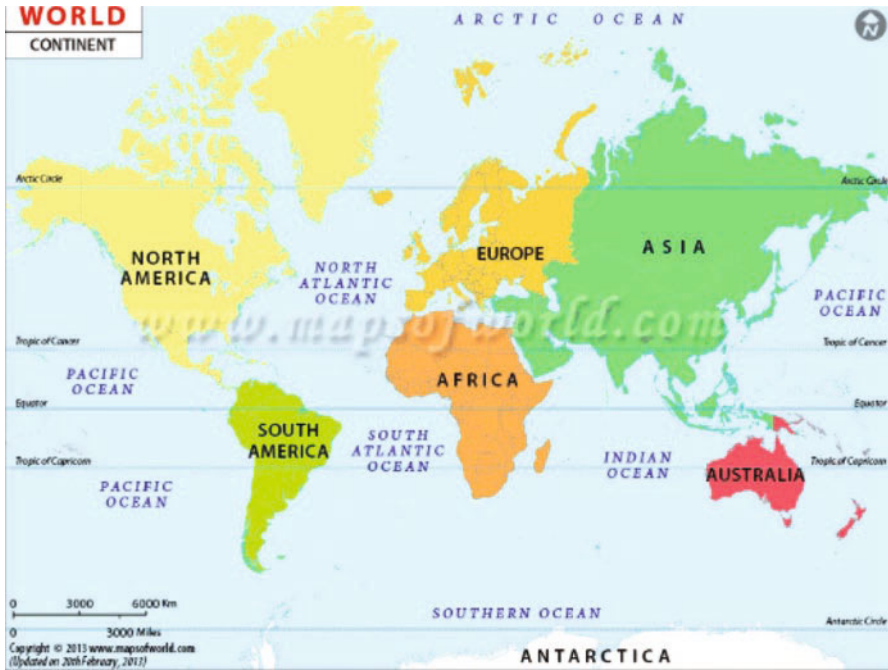 WORLD
CONTINENT
ARCTIC OCEAN
N
Arctic Circle
Arctic Circle
NORTH
AMERICA
NORTH
ATLANTIC
OCEAN
EUROPE
ASIA
PACIFIC
OCEAN
www.mapsofworld.com
Tropic of Cancer
Tropic of Cancer
PACIFIC
OCEAN
AFRICA
Equator
Equator
SOUTH
AMERICA
SOUTH
ATLANTIC
OCEAN
INDIAN
OCEAN
Tropic of Capricorn
Tropic of Capricorn
AUSTRALIA
PACIFIC
OCEAN
0 3000 6000 Km
0 3000 Miles
SOUTHERN OCEAN
Antarctic Circle
Copyright © 2013 www.mapsofworld.com
(Updated on 20th February, 2013)
ANTARCTICA